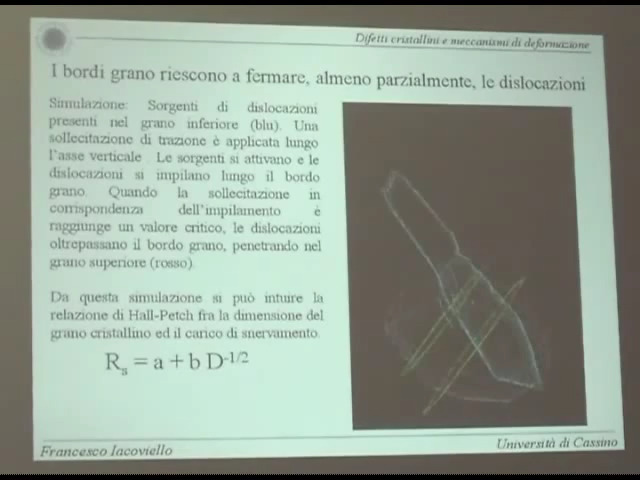 Difetti cristallini e meccanismi di deformazione
I bordi grano riescono a fermare, almeno parzialmente, le dislocazioni
Simulazione: Sorgenti di dislocazioni
presenti nel grano inferiore (blu). Una
sollecitazione di trazione è applicata lungo
l'asse verticale . Le sorgenti si attivano e le
dislocazioni si impilano lungo il bordo
grano. Quando la sollecitazione in
corrispondenza dell'impilamento è
raggiunge un valore critico, le dislocazioni
oltrepassano il bordo grano, penetrando nel
grano superiore (rosso).
Da questa simulazione si può intuire la
relazione di Hall-Petch fra la dimensione del
grano cristallino ed il carico di snervamento.
Rs = a + b D-1/2
Francesco Iacoviello
Università di Cassino